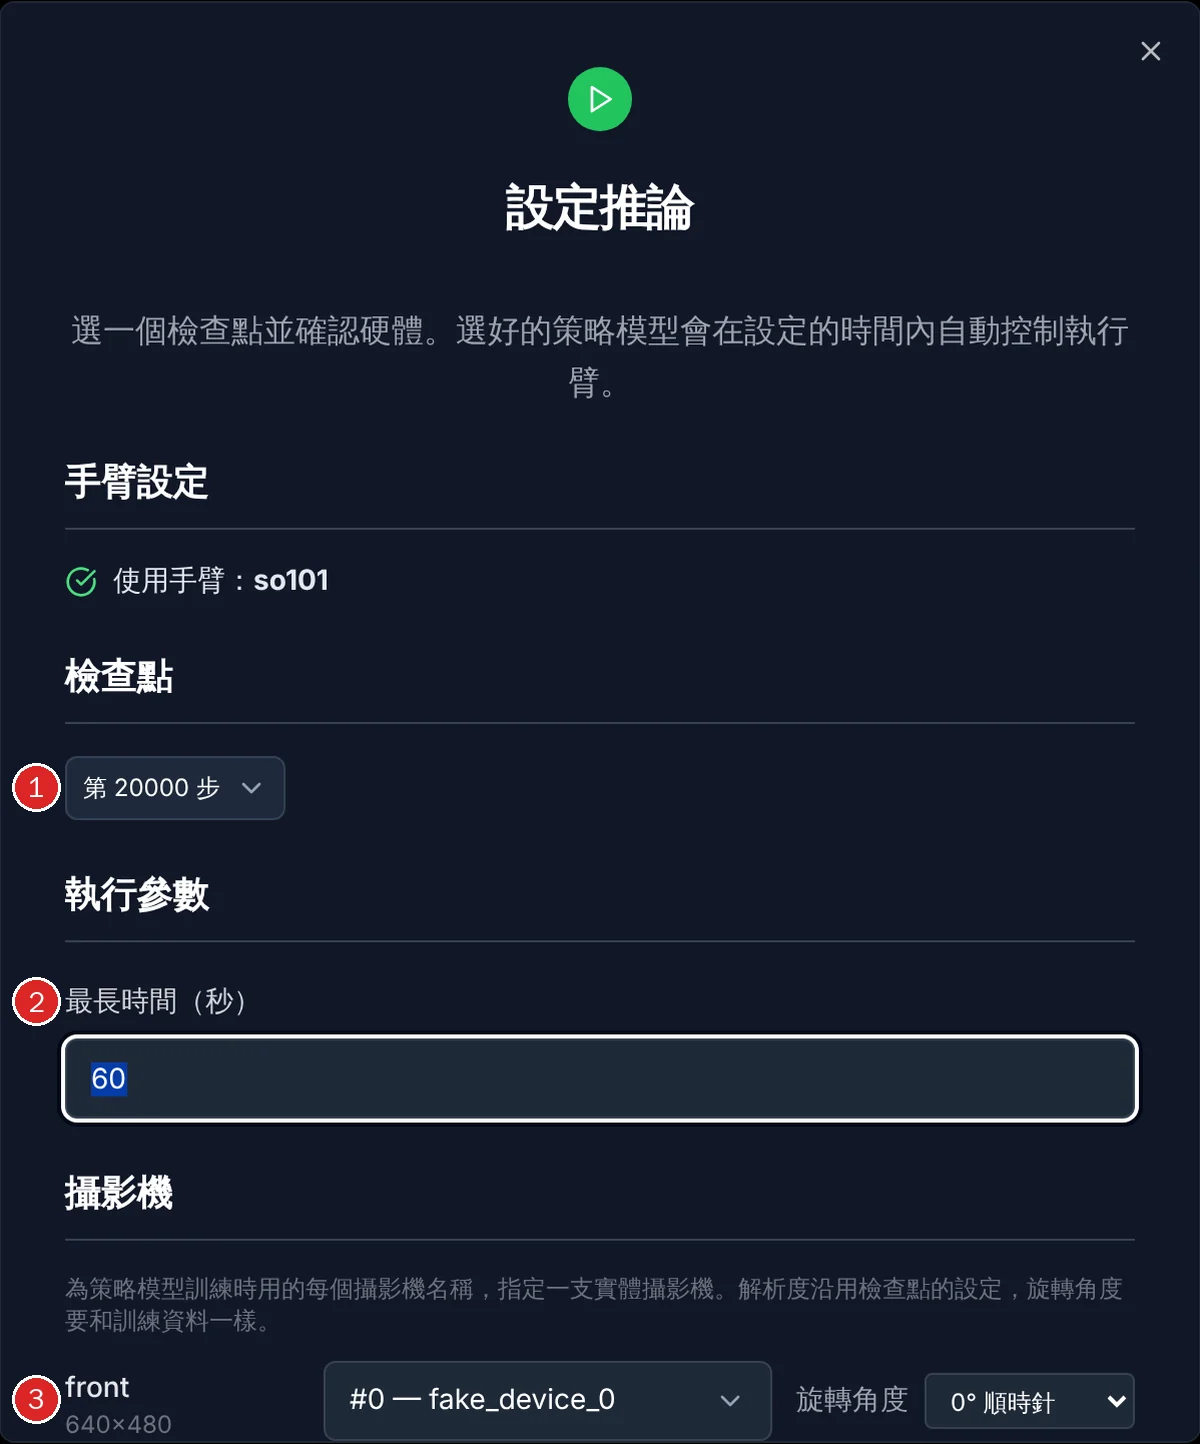 設定推論
選一個檢查點並確認硬體。選好的策略模型會在設定的時間內自動控制執行
臂。
手臂設定
使用手臂：so101
檢查點
1 第 20000 步
執行參數
2 最長時間（秒）
60
攝影機
為策略模型訓練時用的每個攝影機名稱，指定一支實體攝影機。解析度沿用檢查點的設定，旋轉角度
要和訓練資料一樣。
3 front #0 — fake_device_0 旋轉角度 0° 順時針
640×480